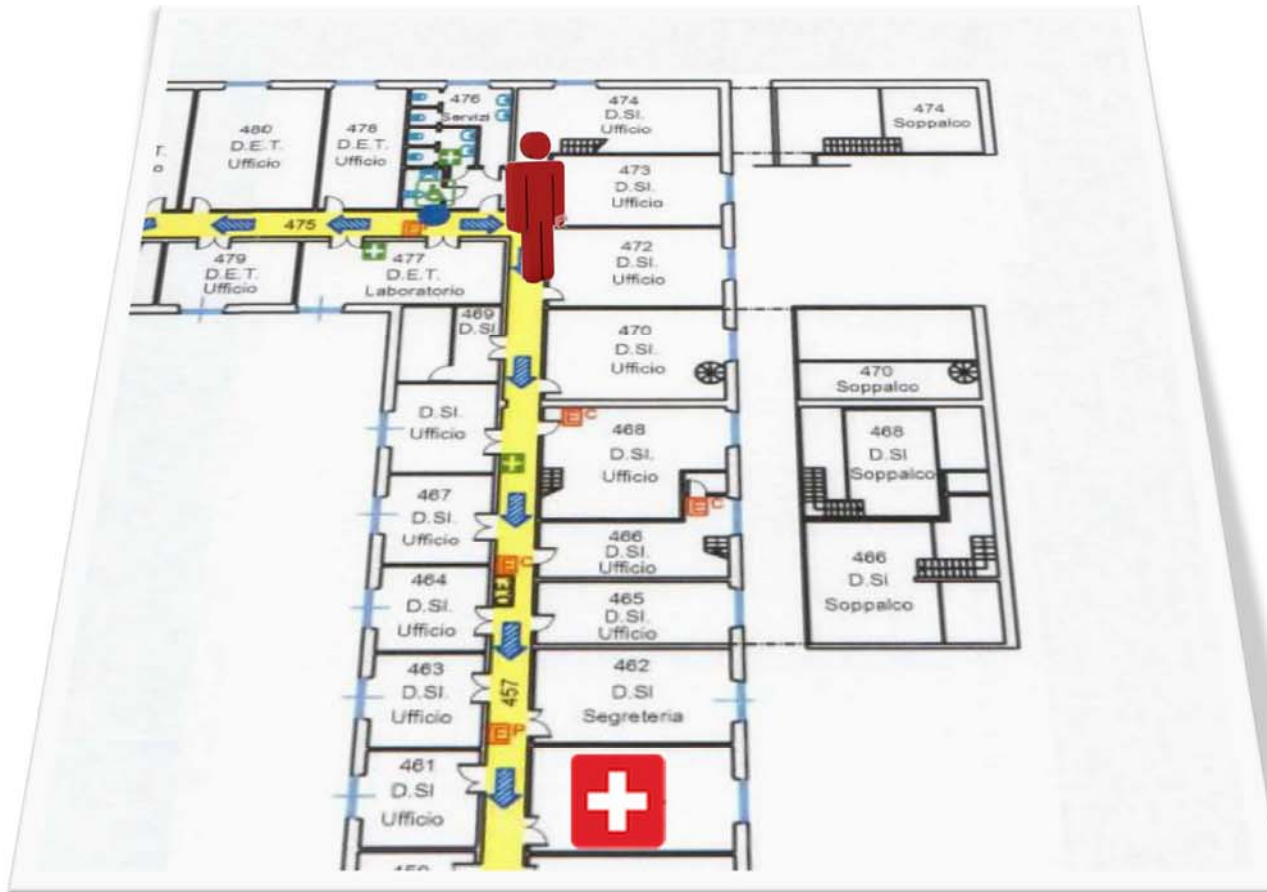 476
Servizi
474
D.SI.
Ufficio
474
Soppalco
480
D.E.T.
Ufficio
478
D.E.T.
Ufficio
473
D.SI.
Ufficio
475
479
D.E.T.
Ufficio
477
D.E.T.
Laboratorio
472
D.SI.
Ufficio
469
D.SI.
470
D.SI.
Ufficio
470
Soppalco
D.SI.
Ufficio
E C
468
D.SI.
Ufficio
468
D.SI
Soppalco
467
D.SI.
Ufficio
E C
466
D.SI.
Ufficio
466
D.SI
Soppalco
E C
464
D.SI.
Ufficio
465
D.SI.
Ufficio
463
D.SI.
Ufficio
457
462
D.SI
Segreteria
E P
461
D.SI
Ufficio